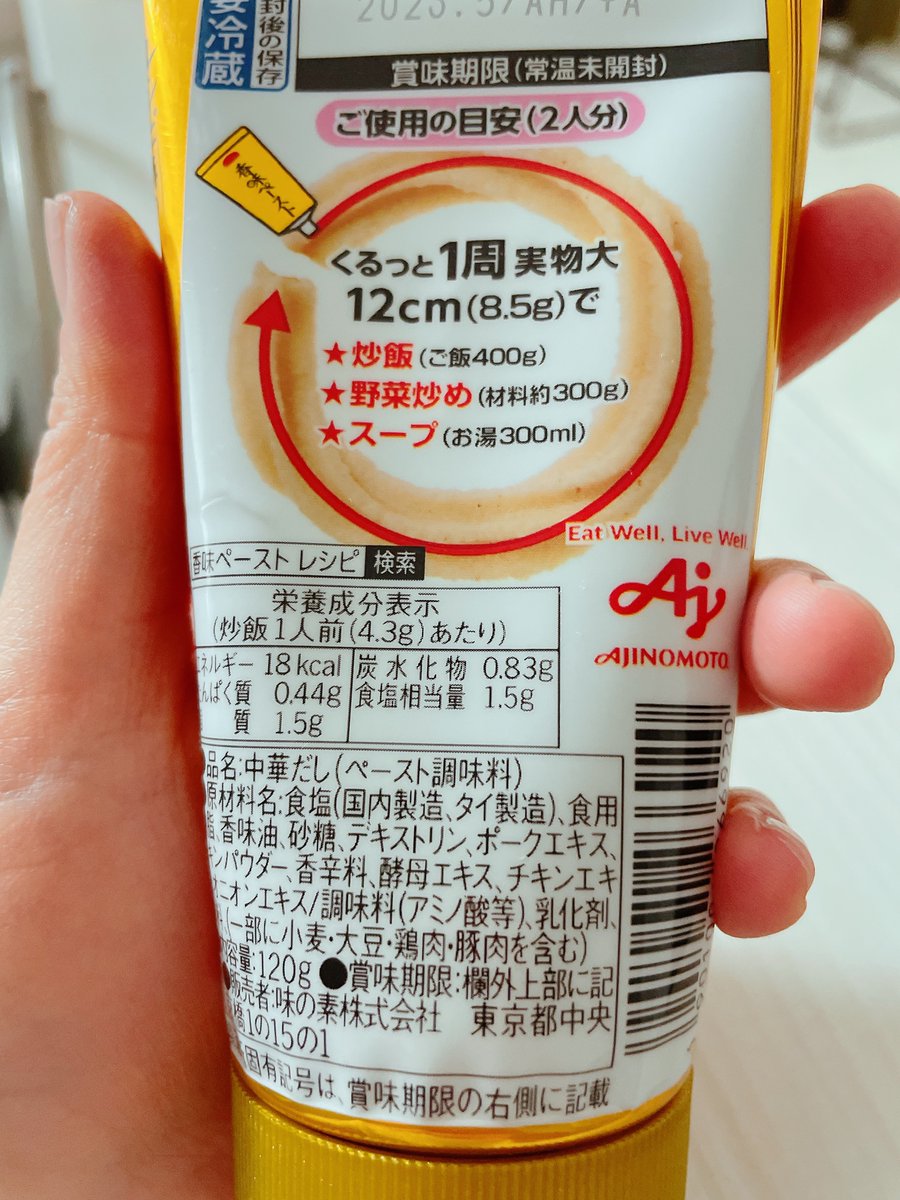 封後の保存
要冷蔵
2023.5/AH/4A
賞味期限(常温未開封)
ご使用の目安(2人分)
香味ペースト
くるっと1周 実物大
12cm(8.5g)で
★炒飯(ご飯400g)
★野菜炒め(材料約300g)
★スープ(お湯300ml)
Eat Well, Live Well
Aj
AJINOMOTO
香味ペースト レシピ 検索
栄養成分表示
(炒飯1人前(4.3g)あたり)
エネルギー 18kcal 炭水化物 0.83g
んぱく質 0.44g 食塩相当量 1.5g
質 1.5g
品名:中華だし(ペースト調味料)
原材料名:食塩(国内製造、タイ製造)、食用
脂、香味油、砂糖、デキストリン、ポークエキス、
キンパウダー、香辛料、酵母エキス、チキンエキ
オニオンエキス/調味料(アミノ酸等)、乳化剤、
(一部に小麦・大豆・鶏肉・豚肉を含む)
内容量:120g ●賞味期限:欄外上部に記
販売者:味の素株式会社 東京都中央
橋1の15の1
固有記号は、賞味期限の右側に記載